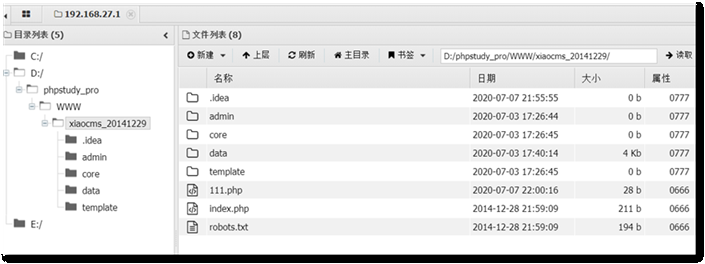 192.168.27.1
目录列表 (5)
文件列表 (8)
新建 上层 刷新 主目录 书签 D:/phpstudy_pro/WWW/xiaocms_20141229/ 读取
C:/
D:/
phpstudy_pro
WWW
xiaocms_20141229
.idea
admin
core
data
template
E:/
名称 日期 大小 属性
.idea 2020-07-07 21:55:55 0 b 0777
admin 2020-07-03 17:26:44 0 b 0777
core 2020-07-03 17:26:45 0 b 0777
data 2020-07-03 17:40:14 4 Kb 0777
template 2020-07-03 17:26:45 0 b 0777
111.php 2020-07-07 22:00:16 28 b 0666
index.php 2014-12-28 21:59:09 211 b 0666
robots.txt 2014-12-28 21:59:09 194 b 0666